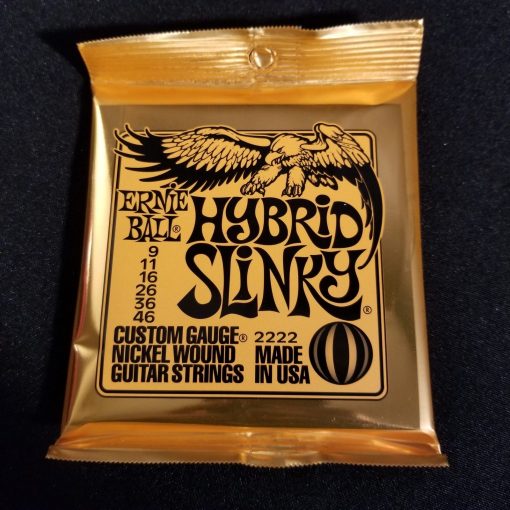 ERNIE
BALL®
HYBRID
SLINKY®
9
11
16
26
36
46
CUSTOM GAUGE® 2222
NICKEL WOUND MADE
GUITAR STRINGS IN USA